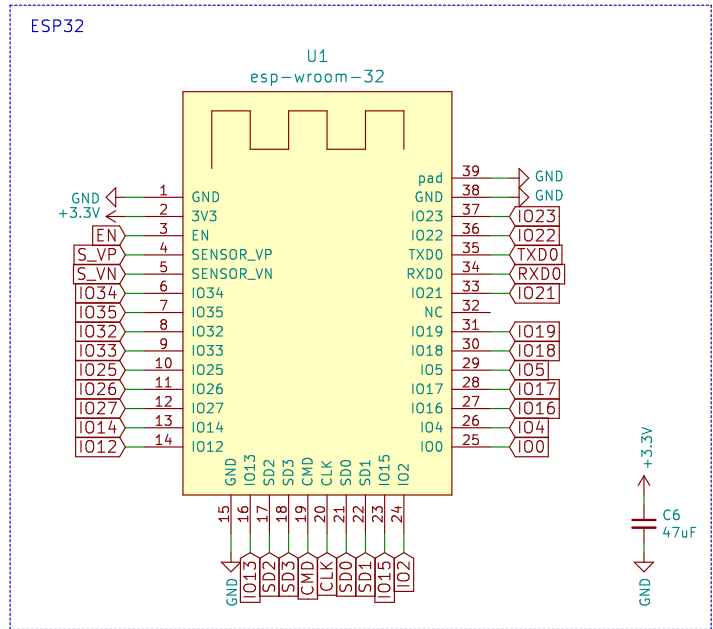 ESP32
U1
esp-wroom-32
GND 1 GND
+3.3V 2 3V3
EN 3 EN
S_VP 4 SENSOR_VP
S_VN 5 SENSOR_VN
IO34 6 IO34
IO35 7 IO35
IO32 8 IO32
IO33 9 IO33
IO25 10 IO25
IO26 11 IO26
IO27 12 IO27
IO14 13 IO14
IO12 14 IO12
pad 39 GND
GND 38 GND
IO23 37 IO23
IO22 36 IO22
TXD0 35 TXD0
RXD0 34 RXD0
IO21 33 IO21
NC 32
IO19 31 IO19
IO18 30 IO18
IO5 29 IO5
IO17 28 IO17
IO16 27 IO16
IO4 26 IO4
IO0 25 IO0
GND 15 GND
IO13 16 IO13
SD2 17 SD2
SD3 18 SD3
CMD 19 CMD
CLK 20 CLK
SD0 21 SD0
SD1 22 SD1
IO15 23 IO15
IO2 24 IO2
+3.3V
C6
47uF
GND